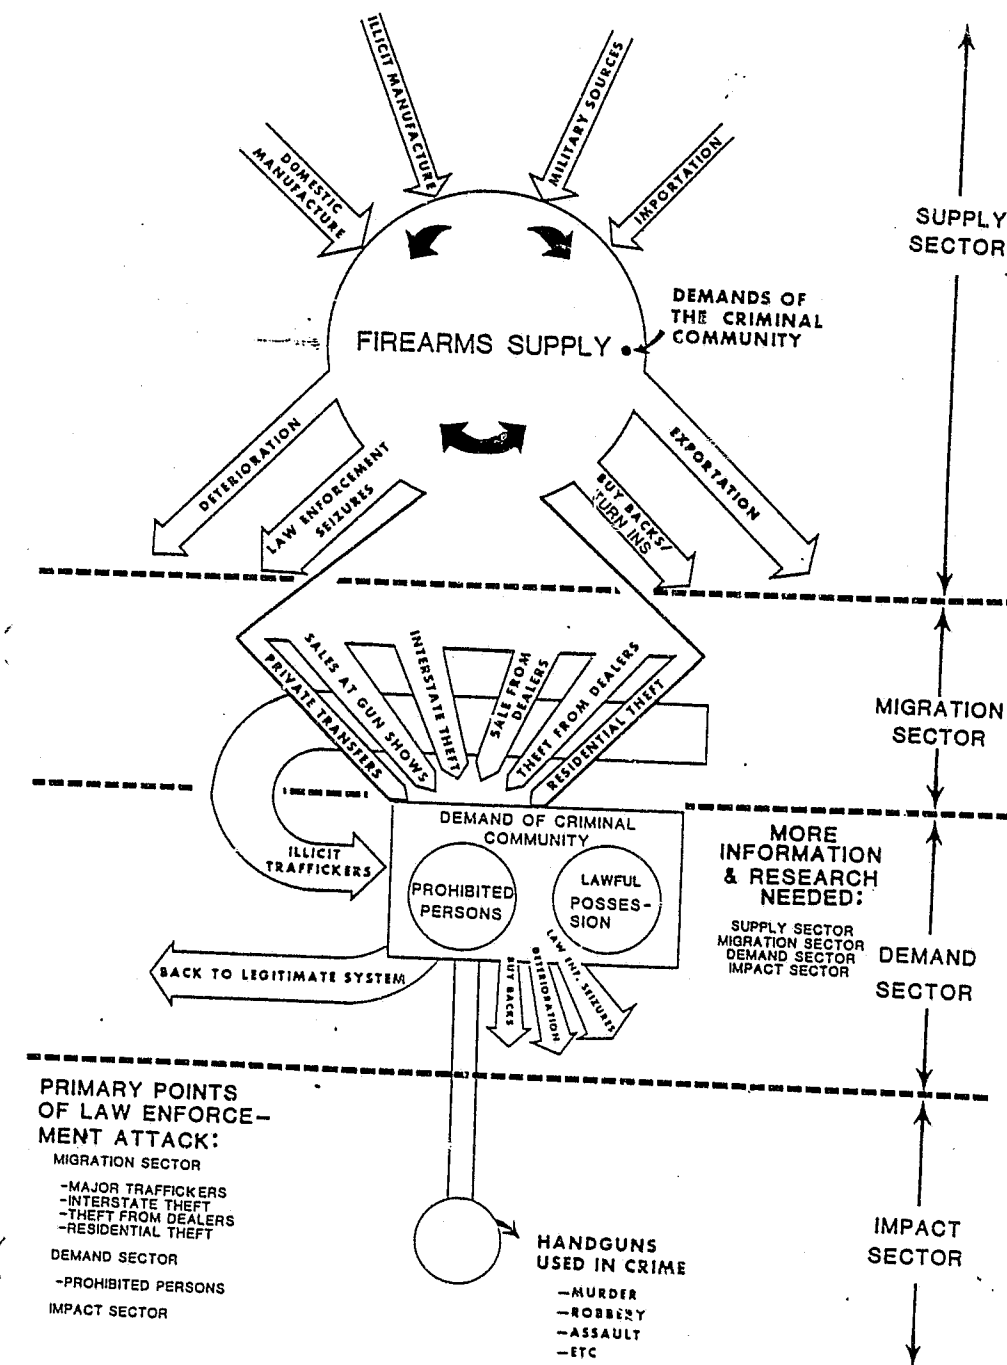 ILLICIT MANUFACTURE
MILITARY SOURCES
DOMESTIC
MANUFACTURE
IMPORTATION
SUPPLY
SECTOR
DEMANDS OF
THE CRIMINAL
COMMUNITY
FIREARMS SUPPLY
DETERIORATION
LAW ENFORCEMENT
SEIZURES
BUY BACKS/
TURN INS
EXPORTATION
PRIVATE TRANSFERS
SALES AT GUN SHOWS
INTERSTATE THEFT
SALE FROM
DEALERS
THEFT FROM DEALERS
RESIDENTIAL THEFT
MIGRATION
SECTOR
ILLICIT
TRAFFICKERS
DEMAND OF CRIMINAL
COMMUNITY
PROHIBITED
PERSONS
LAWFUL
POSSES-
SION
MORE
INFORMATION
& RESEARCH
NEEDED:
SUPPLY SECTOR
MIGRATION SECTOR
DEMAND SECTOR
IMPACT SECTOR
DEMAND
SECTOR
BACK TO LEGITIMATE SYSTEM
BUY BACKS
DETERIORATION
LAW ENF. SEIZURES
PRIMARY POINTS
OF LAW ENFORCE-
MENT ATTACK:
MIGRATION SECTOR
-MAJOR TRAFFICKERS
-INTERSTATE THEFT
-THEFT FROM DEALERS
-RESIDENTIAL THEFT
DEMAND SECTOR
-PROHIBITED PERSONS
IMPACT SECTOR
HANDGUNS
USED IN CRIME
-MURDER
-ROBBERY
-ASSAULT
-ETC
IMPACT
SECTOR